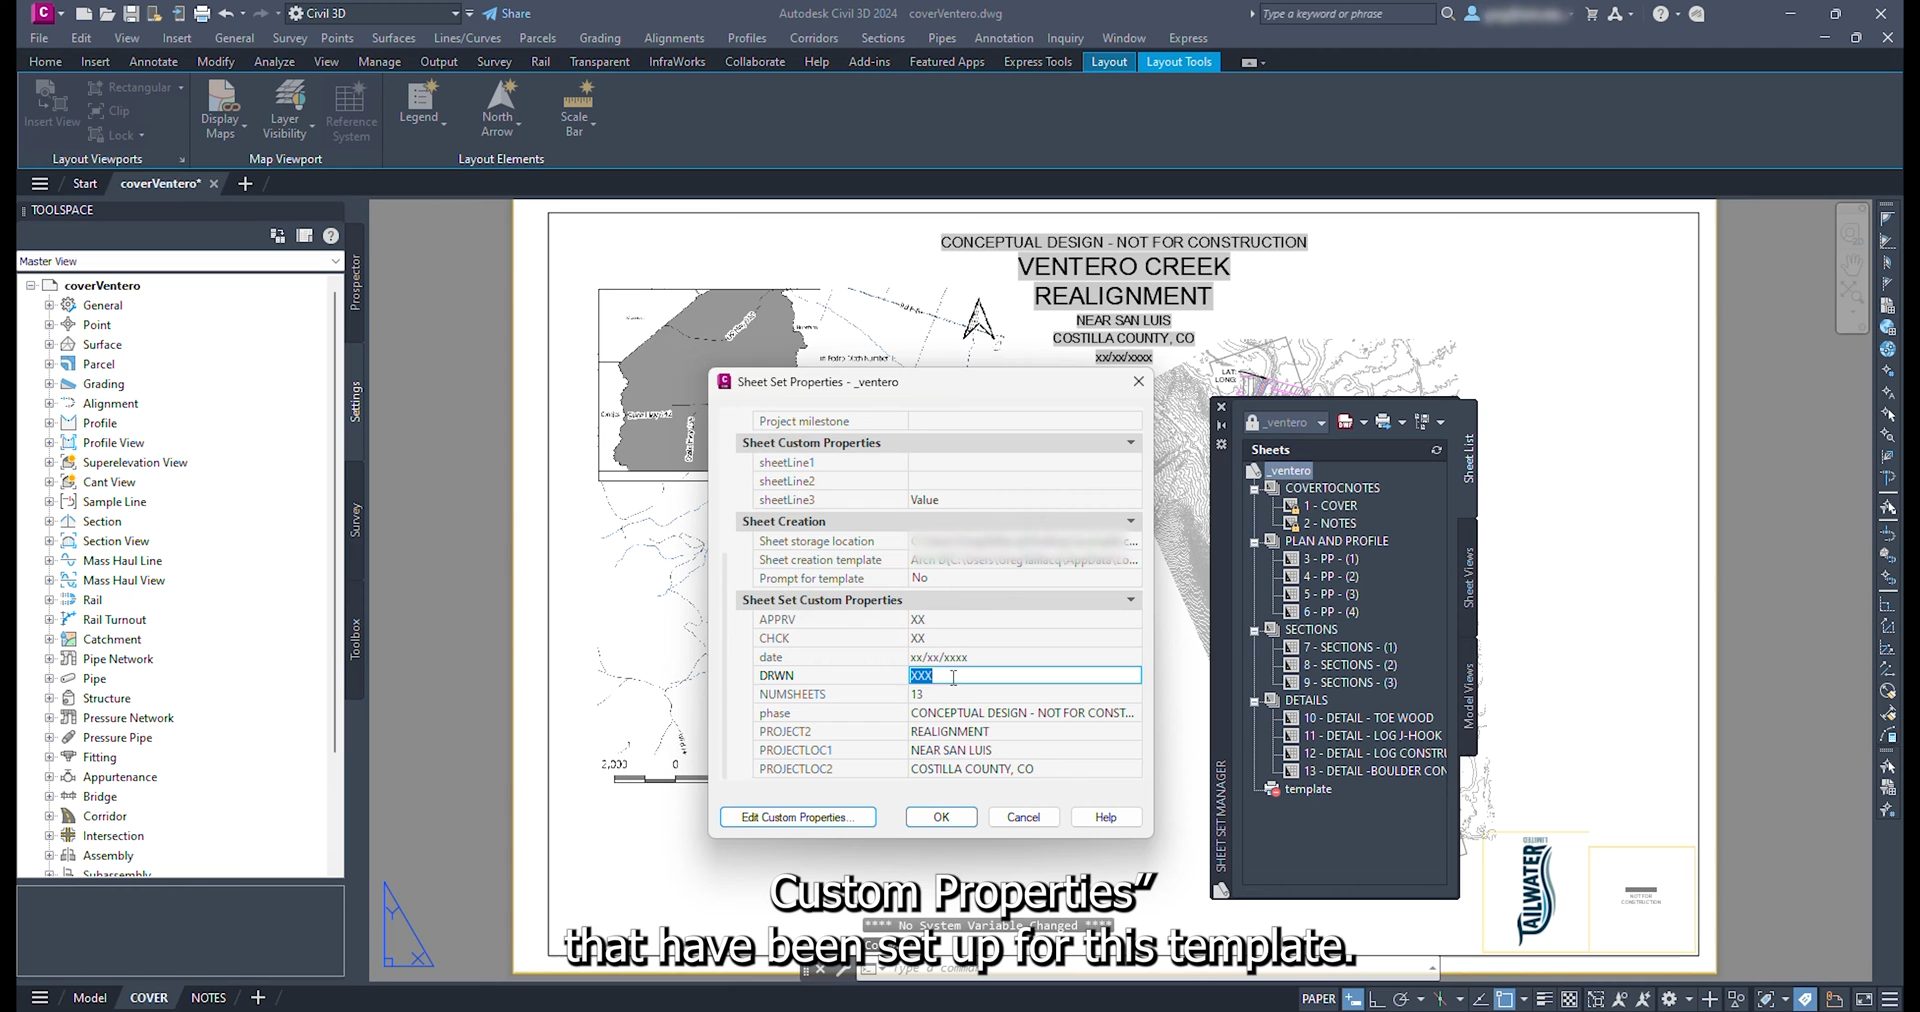 Civil 3D
Share
Autodesk Civil 3D 2024 coverVentero.dwg
Type a keyword or phrase
File Edit View Insert General Survey Points Surfaces Lines/Curves Parcels Grading Alignments Profiles Corridors Sections Pipes Annotation Inquiry Window Express
Home Insert Annotate Modify Analyze View Manage Output Survey Rail Transparent InfraWorks Collaborate Help Add-ins Featured Apps Express Tools Layout Layout Tools
Insert View
Rectangular
Clip
Lock
Display Maps
Layer Visibility
Reference System
Legend
North Arrow
Scale Bar
Layout Viewports
Map Viewport
Layout Elements
Start
coverVentero*
TOOLSPACE
Master View
coverVentero
General
Point
Surface
Parcel
Grading
Alignment
Profile
Profile View
Superelevation View
Cant View
Sample Line
Section
Section View
Mass Haul Line
Mass Haul View
Rail
Rail Turnout
Catchment
Pipe Network
Pipe
Structure
Pressure Network
Pressure Pipe
Fitting
Appurtenance
Bridge
Corridor
Intersection
Assembly
Subassembly
Prospector
Settings
Survey
Toolbox
CONCEPTUAL DESIGN - NOT FOR CONSTRUCTION
VENTERO CREEK
REALIGNMENT
NEAR SAN LUIS
COSTILLA COUNTY, CO
xx/xx/xxxx
LAT:
LONG:
2,000 0
Sheet Set Properties - _ventero
Project milestone
Sheet Custom Properties
sheetLine1
sheetLine2
sheetLine3 Value
Sheet Creation
Sheet storage location
Sheet creation template
Prompt for template No
Sheet Set Custom Properties
APPRV XX
CHCK XX
date xx/xx/xxxx
DRWN XXX
NUMSHEETS 13
phase CONCEPTUAL DESIGN - NOT FOR CONST...
PROJECT2 REALIGNMENT
PROJECTLOC1 NEAR SAN LUIS
PROJECTLOC2 COSTILLA COUNTY, CO
Edit Custom Properties...
OK
Cancel
Help
_ventero
Sheets
_ventero
COVERTOCNOTES
1 - COVER
2 - NOTES
PLAN AND PROFILE
3 - PP - (1)
4 - PP - (2)
5 - PP - (3)
6 - PP - (4)
SECTIONS
7 - SECTIONS - (1)
8 - SECTIONS - (2)
9 - SECTIONS - (3)
DETAILS
10 - DETAIL - TOE WOOD
11 - DETAIL - LOG J-HOOK
12 - DETAIL - LOG CONSTRU
13 - DETAIL -BOULDER CON
template
Sheet List
Sheet Views
Model Views
SHEET SET MANAGER
TAILWATER
LIMITED
NOT FOR
CONSTRUCTION
Custom Properties”
**** No System Variable Changed ****
that have been set up for this template.
Type a command
Y
X
Model COVER NOTES
PAPER